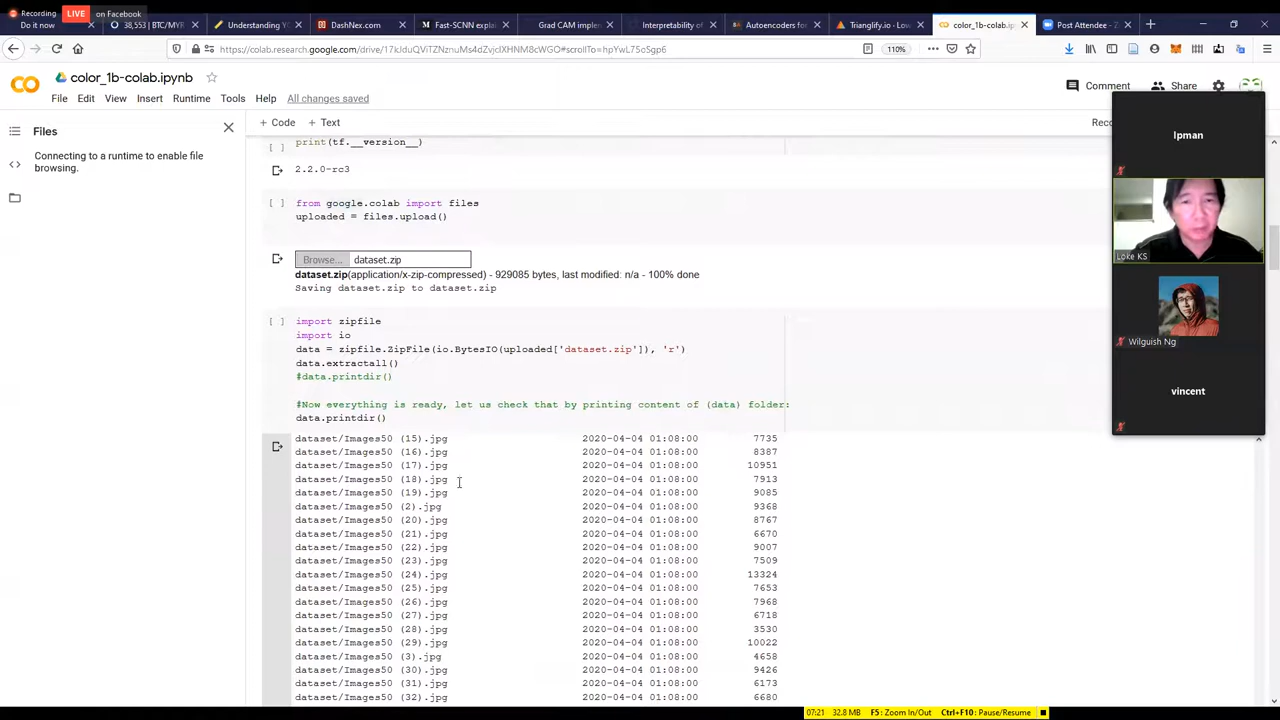 Recording
LIVE on Facebook
Do it now
38,553 | BTC/MYR
Understanding YO
DashNex.com
Fast-SCNN expla
Grad CAM implem
Interpretability of
Autoencoders for
Trianglify.io - Low
color_1b-colab.ipynb
Post Attendee - Z
https://colab.research.google.com/drive/
110%
color_1b-colab.ipynb
File Edit View Insert Runtime Tools Help All changes saved
Comment
Share
+ Code + Text
Reco
Files
Connecting to a runtime to enable file
browsing.
print(tf.__version__)
2.2.0-rc3
[ ] from google.colab import files
uploaded = files.upload()
Browse... dataset.zip
dataset.zip(application/x-zip-compressed) - 929085 bytes, last modified: n/a - 100% done
Saving dataset.zip to dataset.zip
[ ] import zipfile
import io
data = zipfile.ZipFile(io.BytesIO(uploaded['dataset.zip']), 'r')
data.extractall()
#data.printdir()
#Now everything is ready, let us check that by printing content of (data) folder:
data.printdir()
dataset/Images50 (15).jpg 2020-04-04 01:08:00 7735
dataset/Images50 (16).jpg 2020-04-04 01:08:00 8387
dataset/Images50 (17).jpg 2020-04-04 01:08:00 10951
dataset/Images50 (18).jpg 2020-04-04 01:08:00 7913
dataset/Images50 (19).jpg 2020-04-04 01:08:00 9085
dataset/Images50 (2).jpg 2020-04-04 01:08:00 9368
dataset/Images50 (20).jpg 2020-04-04 01:08:00 8767
dataset/Images50 (21).jpg 2020-04-04 01:08:00 6670
dataset/Images50 (22).jpg 2020-04-04 01:08:00 9007
dataset/Images50 (23).jpg 2020-04-04 01:08:00 7509
dataset/Images50 (24).jpg 2020-04-04 01:08:00 13324
dataset/Images50 (25).jpg 2020-04-04 01:08:00 7653
dataset/Images50 (26).jpg 2020-04-04 01:08:00 7968
dataset/Images50 (27).jpg 2020-04-04 01:08:00 6718
dataset/Images50 (28).jpg 2020-04-04 01:08:00 3530
dataset/Images50 (29).jpg 2020-04-04 01:08:00 10022
dataset/Images50 (3).jpg 2020-04-04 01:08:00 4658
dataset/Images50 (30).jpg 2020-04-04 01:08:00 9426
dataset/Images50 (31).jpg 2020-04-04 01:08:00 6173
dataset/Images50 (32).jpg 2020-04-04 01:08:00 6680
Ipman
Loke KS
Wilguish Ng
vincent
07:21 32.8 MB F5: Zoom In/Out Ctrl+F10: Pause/Resume